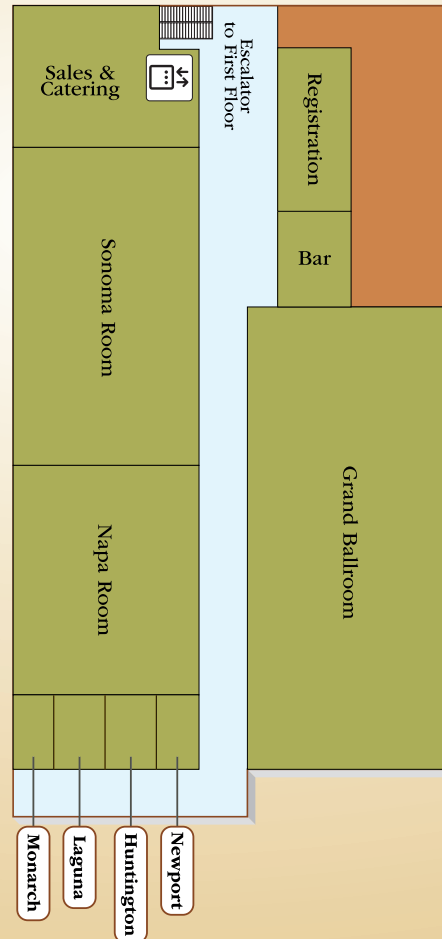 Sales &
Catering
Escalator
to First Floor
Registration
Bar
Sonoma Room
Grand Ballroom
Napa Room
Monarch
Laguna
Huntington
Newport